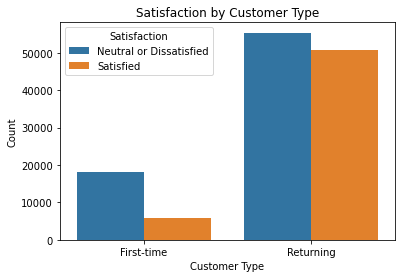 Satisfaction by Customer Type
Satisfaction
Neutral or Dissatisfied
Satisfied
Count
50000
40000
30000
20000
10000
0
First-time
Returning
Customer Type